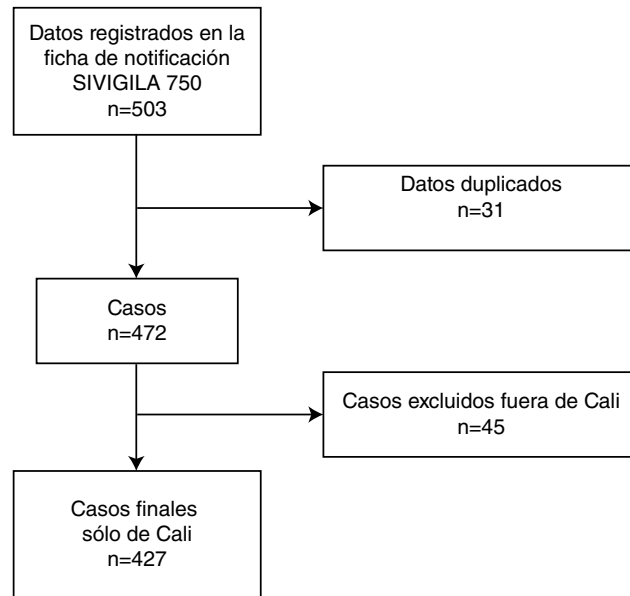 Datos registrados en la
ficha de notificación
SIVIGILA 750
n=503
Datos duplicados
n=31
Casos
n=472
Casos excluidos fuera de Cali
n=45
Casos finales
sólo de Cali
n=427